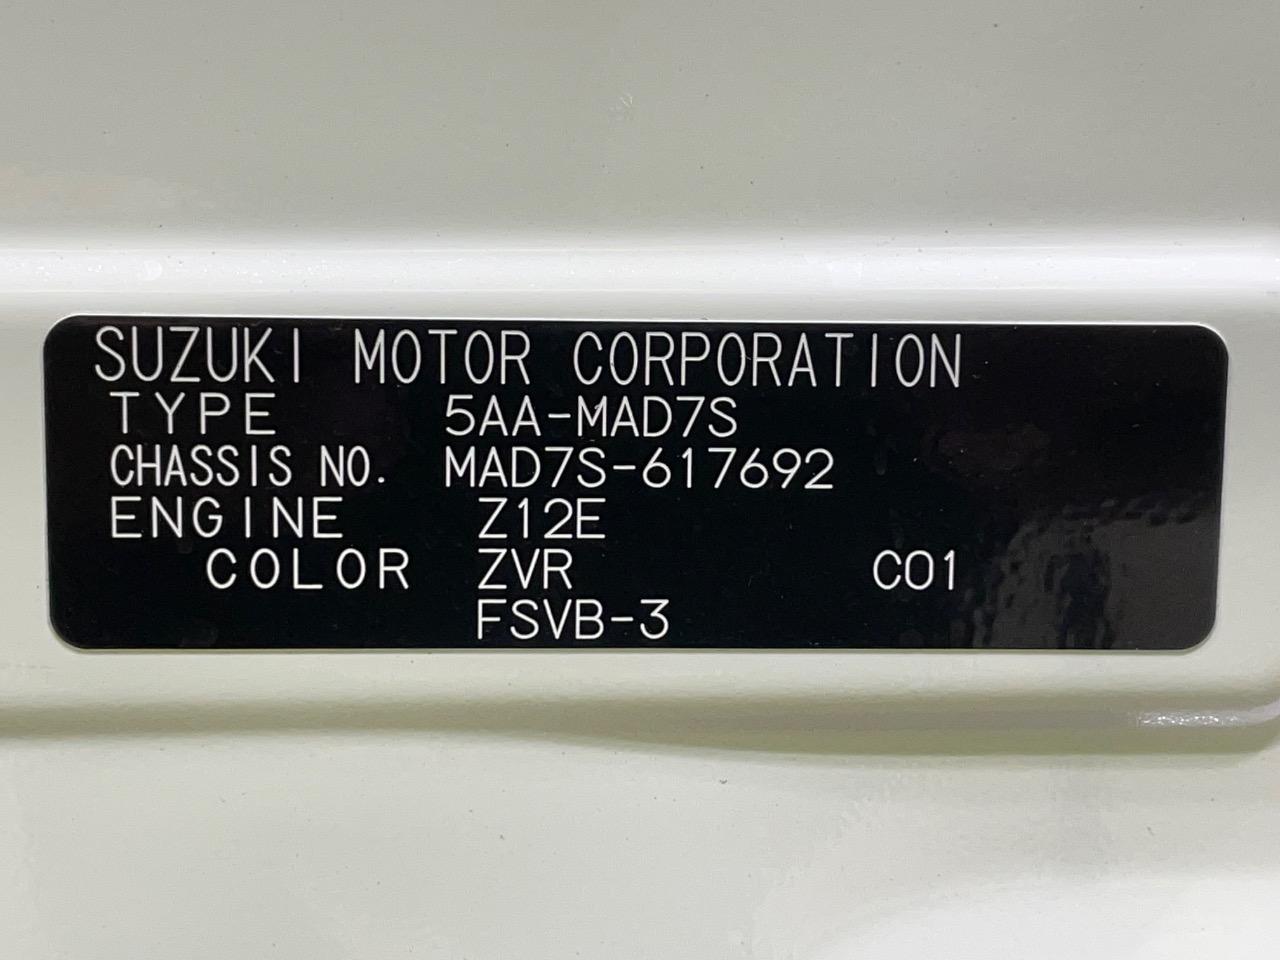 SUZUKI MOTOR CORPORATION
TYPE 5AA-MAD7S
CHASSIS NO. MAD7S-617692
ENGINE Z12E
COLOR ZVR C01
FSVB-3